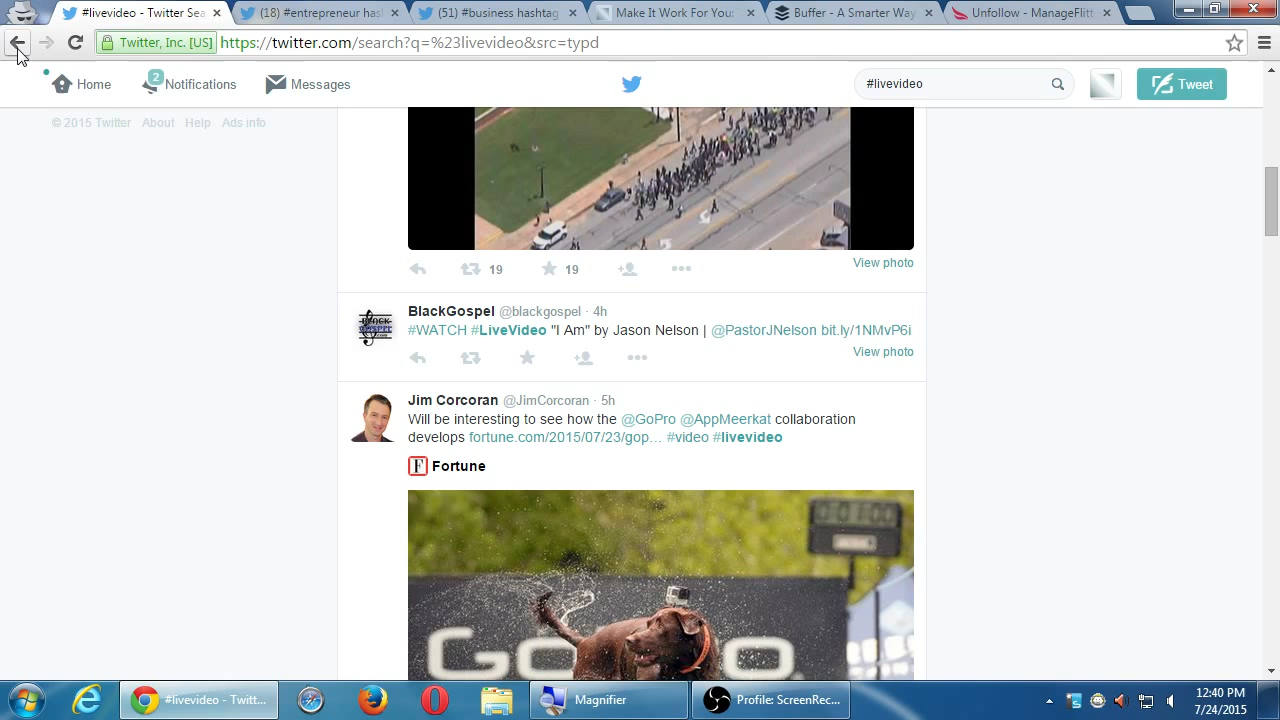 #livevideo - Twitter Sea
(18) #entrepreneur hash
(51) #business hashtag
Make It Work For You:
Buffer - A Smarter Way
Unfollow - ManageFlitt
Twitter, Inc. [US]
https://twitter.com/search?q=%23livevideo&src=typd
Home
2
Notifications
Messages
#livevideo
Tweet
© 2015 Twitter About Help Ads info
19 19
View photo
BlackGospel @blackgospel · 4h
#WATCH #LiveVideo "I Am" by Jason Nelson | @PastorJNelson bit.ly/1NMvP6i
View photo
Jim Corcoran @JimCorcoran · 5h
Will be interesting to see how the @GoPro @AppMeerkat collaboration
develops fortune.com/2015/07/23/gop… #video #livevideo
F Fortune
#livevideo - Twitt...
Magnifier
Profile: ScreenRec...
12:40 PM
7/24/2015